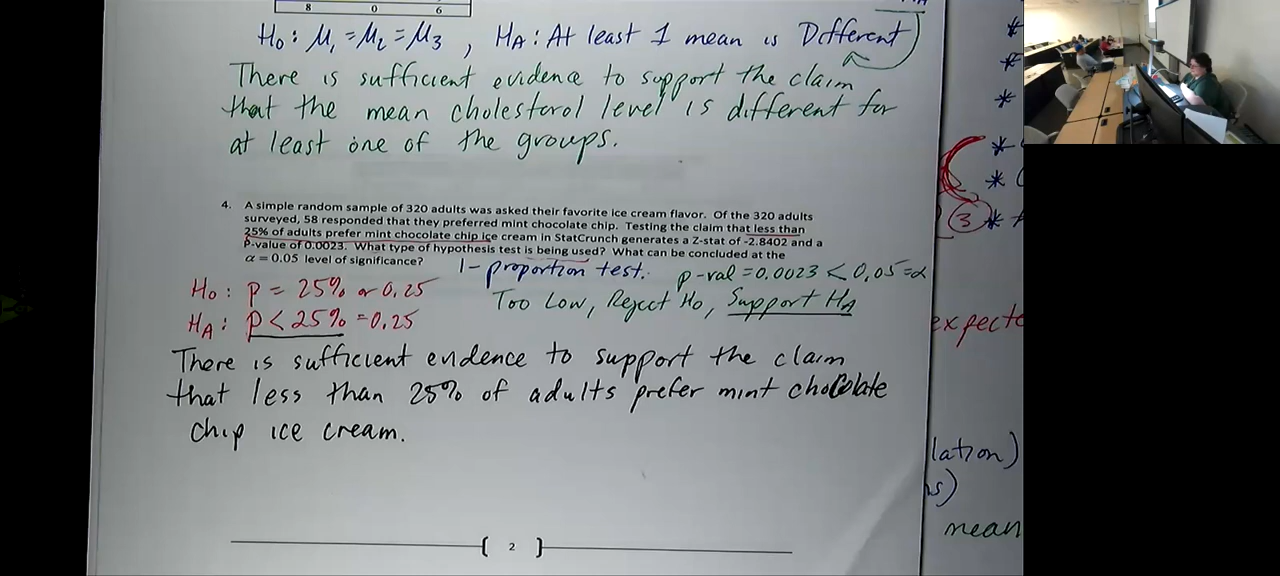 8 0 6
H₀: μ₁ = μ₂ = μ₃ , H_A: At least 1 mean is Different
There is sufficient evidence to support the claim
that the mean cholesterol level is different for
at least one of the groups.
4. A simple random sample of 320 adults was asked their favorite ice cream flavor. Of the 320 adults
surveyed, 58 responded that they preferred mint chocolate chip. Testing the claim that less than
25% of adults prefer mint chocolate chip ice cream in StatCrunch generates a Z-stat of -2.8402 and a
P-value of 0.0023. What type of hypothesis test is being used? What can be concluded at the
α = 0.05 level of significance?
1-proportion test.
p-val = 0.0023 < 0.05 = α
H₀: p = 25% or 0.25
Too Low, Reject H₀, Support H_A
H_A: p < 25% = 0.25
There is sufficient evidence to support the claim
that less than 25% of adults prefer mint chocolate
chip ice cream.
{ 2 }
*
*
*
*
*
3 *
expecte
lation)
ns)
mean